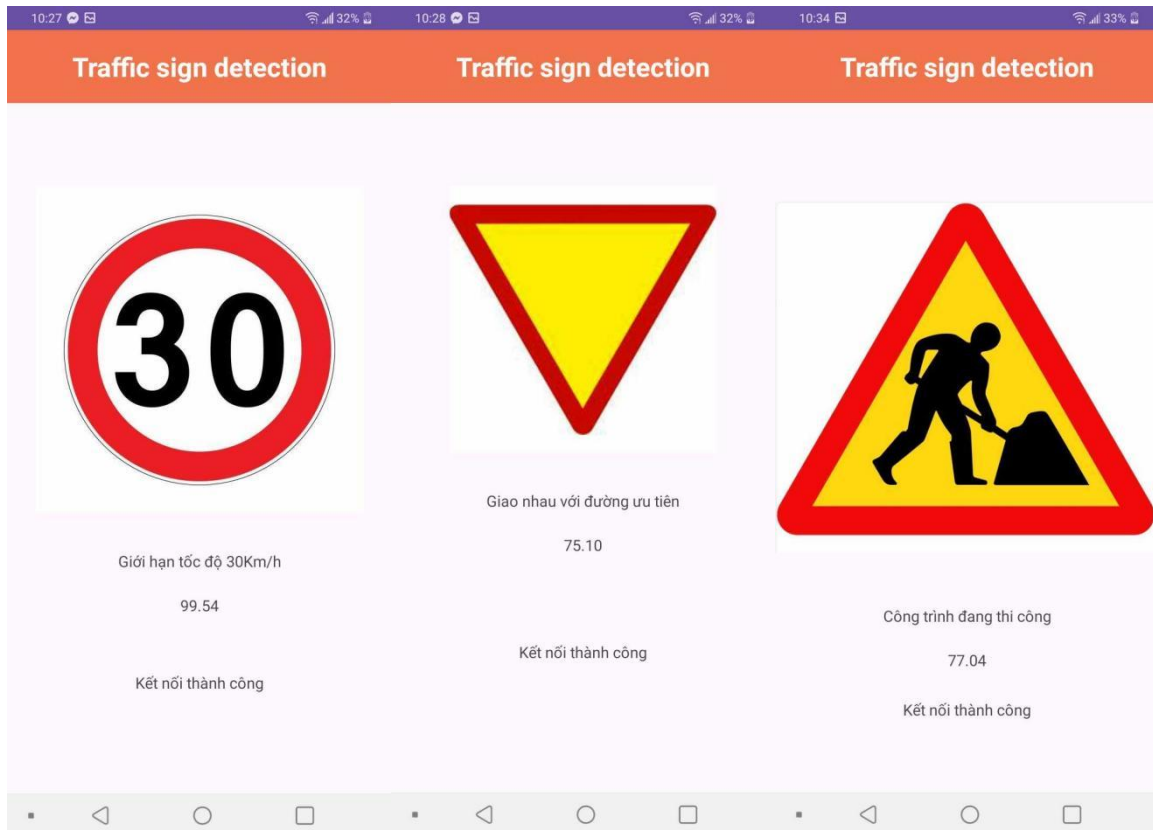 10:27 32%
Traffic sign detection
30
Giới hạn tốc độ 30Km/h
99.54
Kết nối thành công
10:28 32%
Traffic sign detection
Giao nhau với đường ưu tiên
75.10
Kết nối thành công
10:34 33%
Traffic sign detection
Công trình đang thi công
77.04
Kết nối thành công